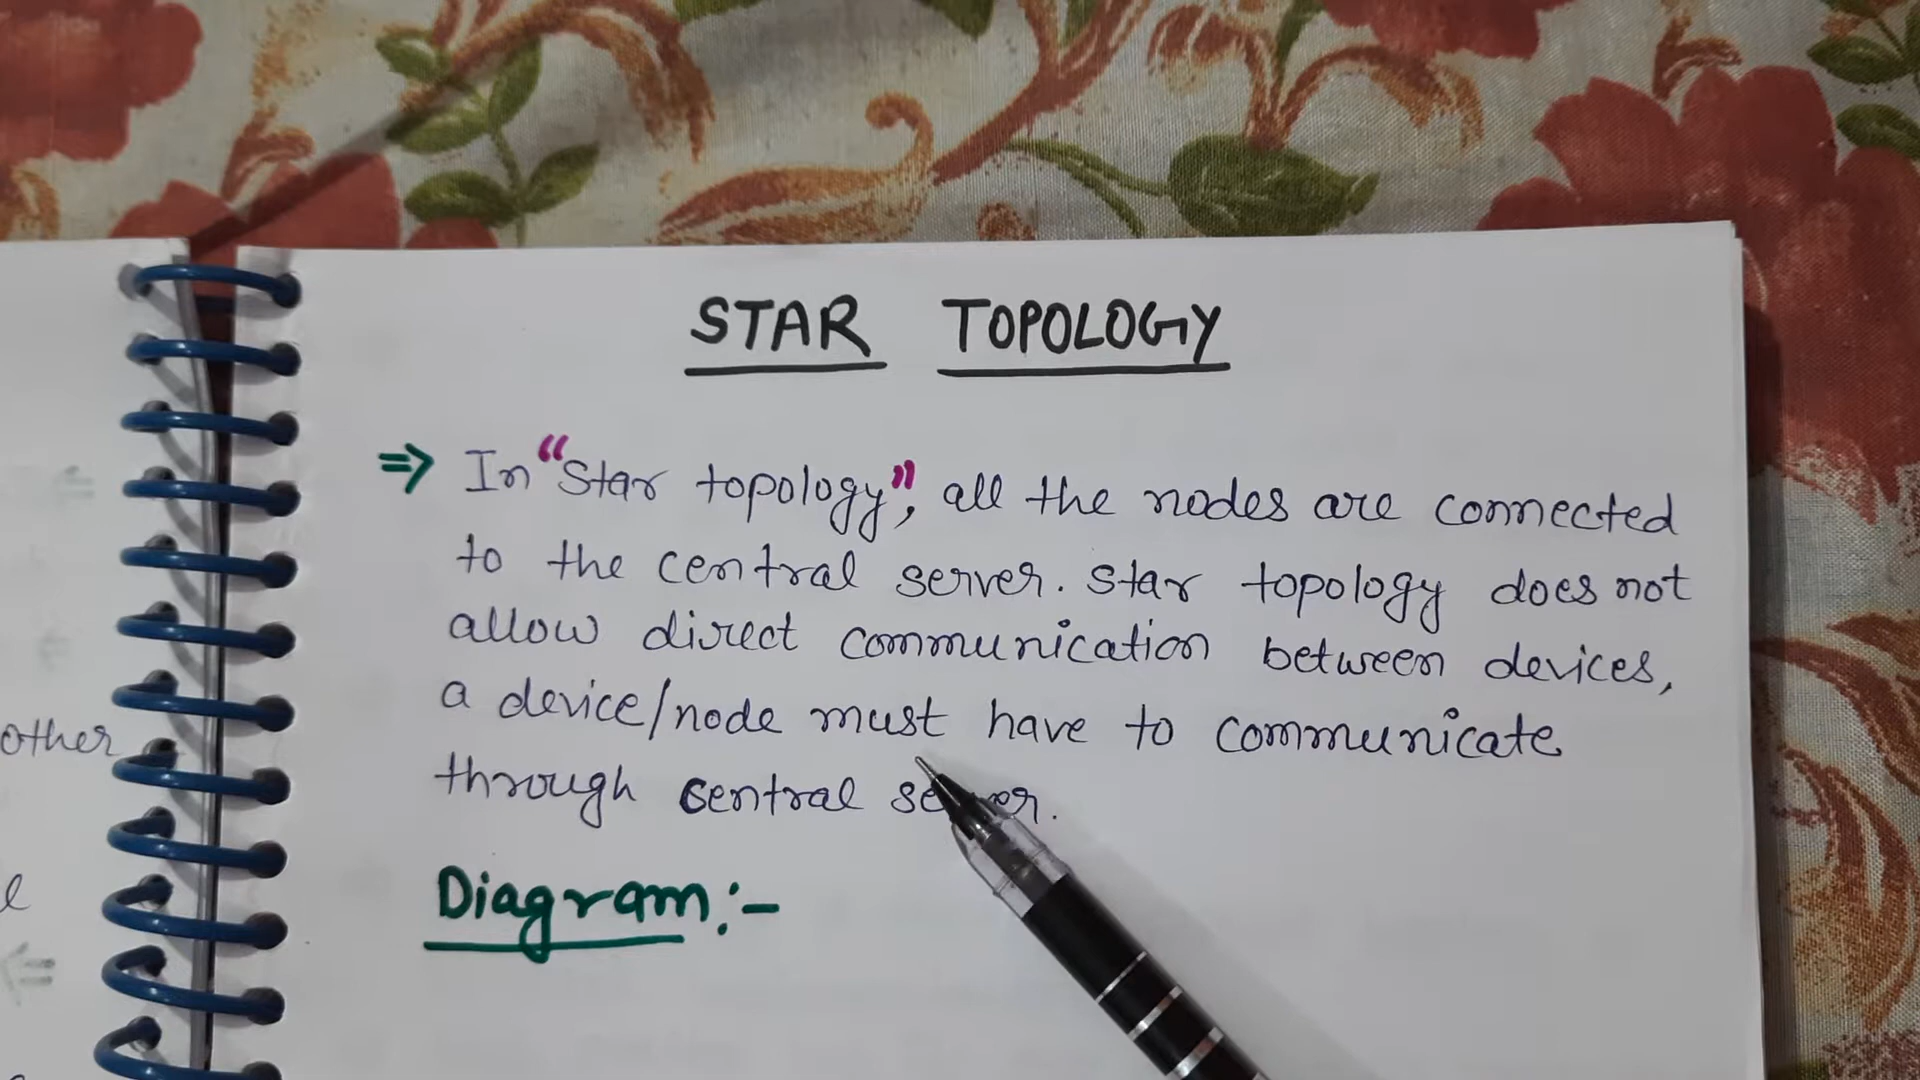 STAR TOPOLOGY
⇒ In "Star topology", all the nodes are connected
to the central server. Star topology does not
allow direct communication between devices,
a device/node must have to communicate
through central server.
Diagram:-
other